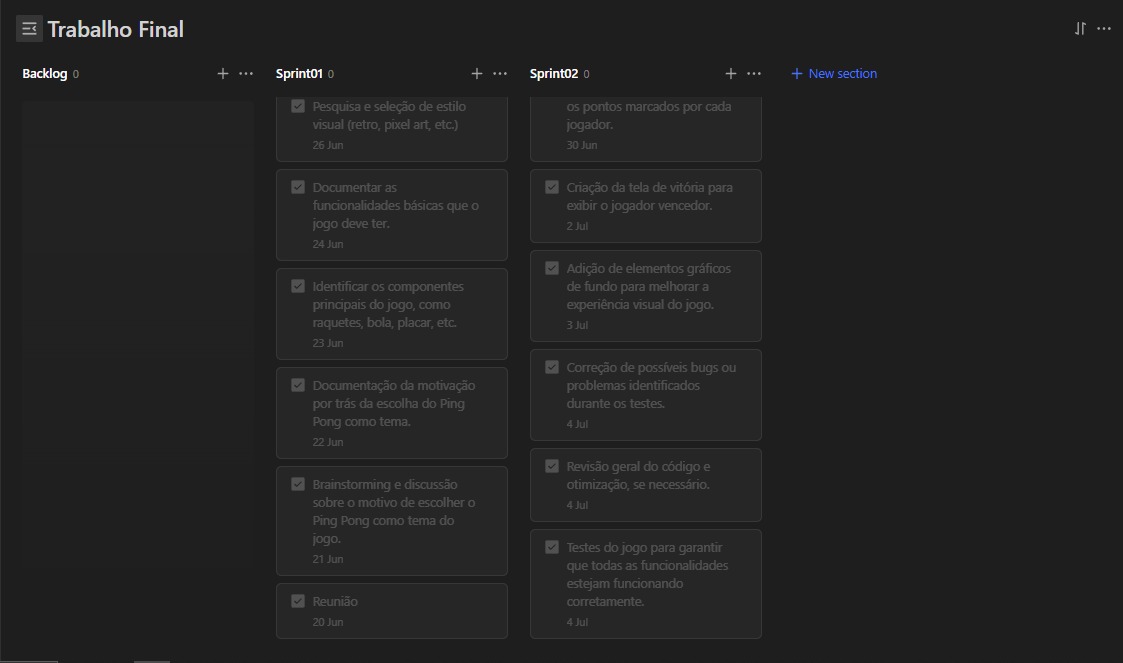 Trabalho Final
Backlog 0
Sprint01 0
Pesquisa e seleção de estilo
visual (retro, pixel art, etc.)
26 Jun
Documentar as
funcionalidades básicas que o
jogo deve ter.
24 Jun
Identificar os componentes
principais do jogo, como
raquetes, bola, placar, etc.
23 Jun
Documentação da motivação
por trás da escolha do Ping
Pong como tema.
22 Jun
Brainstorming e discussão
sobre o motivo de escolher o
Ping Pong como tema do
jogo.
21 Jun
Reunião
20 Jun
Sprint02 0
os pontos marcados por cada
jogador.
30 Jun
Criação da tela de vitória para
exibir o jogador vencedor.
2 Jul
Adição de elementos gráficos
de fundo para melhorar a
experiência visual do jogo.
3 Jul
Correção de possíveis bugs ou
problemas identificados
durante os testes.
4 Jul
Revisão geral do código e
otimização, se necessário.
4 Jul
Testes do jogo para garantir
que todas as funcionalidades
estejam funcionando
corretamente.
4 Jul
New section